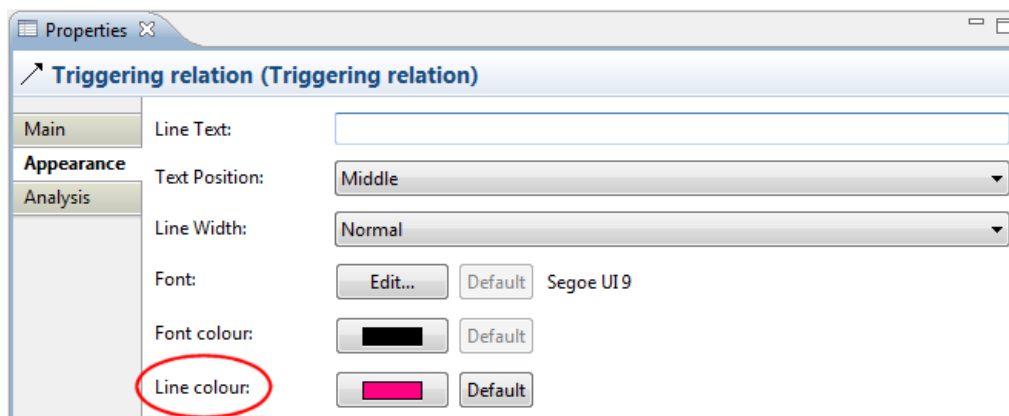 Properties
Triggering relation (Triggering relation)
Main
Appearance
Analysis
Line Text:
Text Position: Middle
Line Width: Normal
Font: Edit... Default Segoe UI 9
Font colour: Default
Line colour: Default